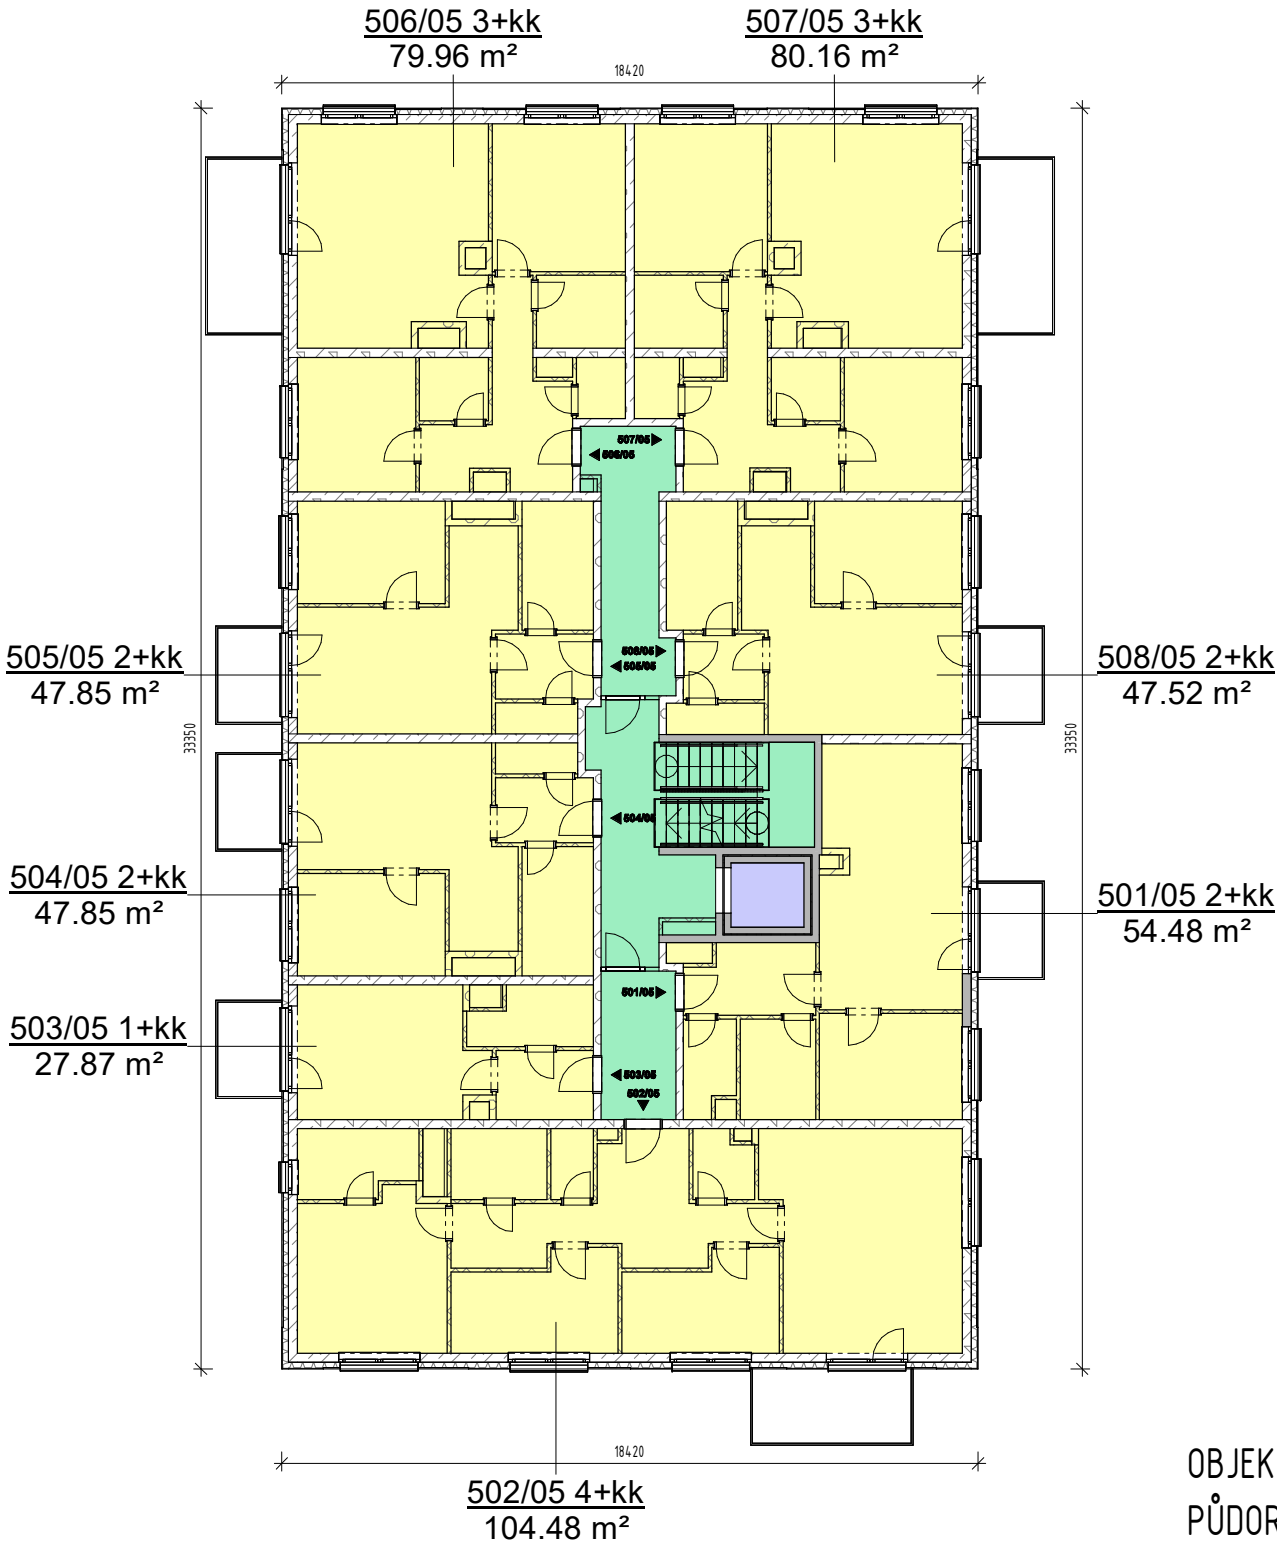 506/05 3+kk
79.96 m²
507/05 3+kk
80.16 m²
18420
507/05
506/05
508/05
505/05
505/05 2+kk
47.85 m²
508/05 2+kk
47.52 m²
33350
33350
504/05
504/05 2+kk
47.85 m²
501/05 2+kk
54.48 m²
501/05
503/05 1+kk
27.87 m²
503/05
502/05
18420
502/05 4+kk
104.48 m²
OBJEK
PŮDOR